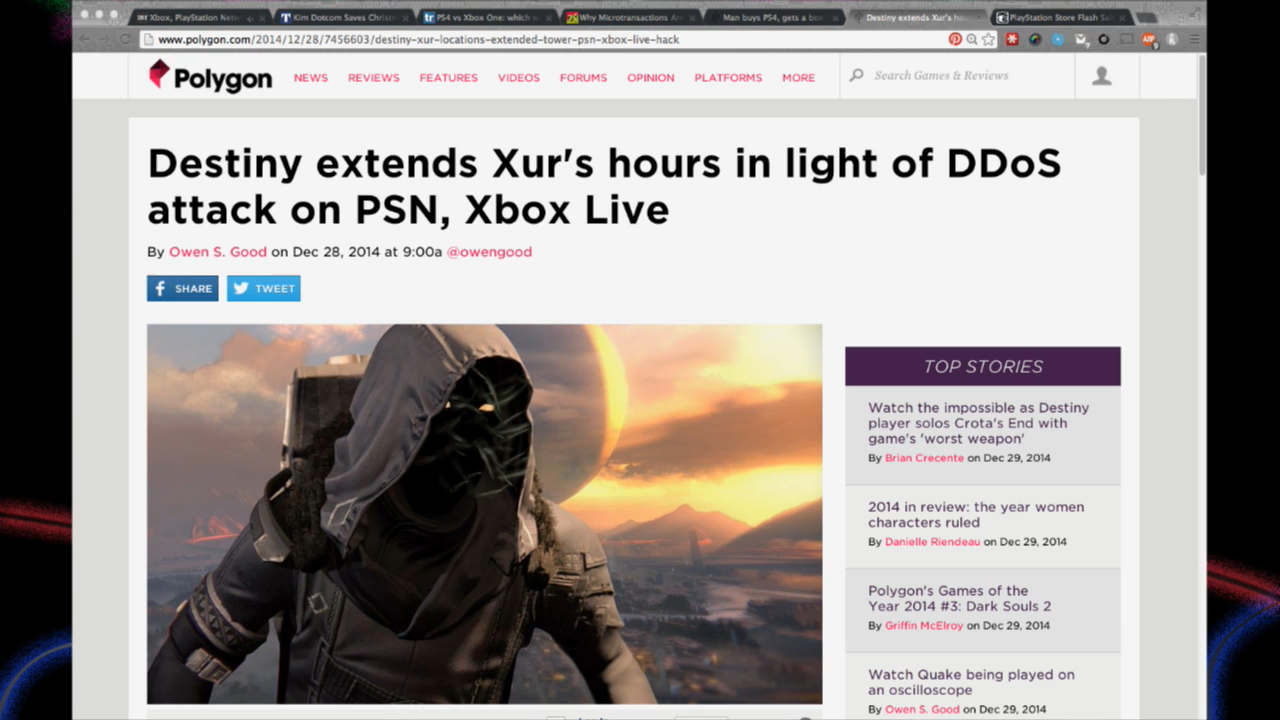 Xbox, PlayStation Netw
Kim Dotcom Saves Christm
PS4 vs Xbox One: which w
Why Microtransactions Are
Man buys PS4, gets a box
Destiny extends Xur's ho
PlayStation Store Flash Sal
www.polygon.com/2014/12/28/7456603/destiny-xur-locations-extended-tower-psn-xbox-live-hack
Polygon
NEWS
REVIEWS
FEATURES
VIDEOS
FORUMS
OPINION
PLATFORMS
MORE
Search Games & Reviews
Destiny extends Xur's hours in light of DDoS
attack on PSN, Xbox Live
By Owen S. Good on Dec 28, 2014 at 9:00a @owengood
SHARE
TWEET
TOP STORIES
Watch the impossible as Destiny
player solos Crota's End with
game's 'worst weapon'
By Brian Crecente on Dec 29, 2014
2014 in review: the year women
characters ruled
By Danielle Riendeau on Dec 29, 2014
Polygon's Games of the
Year 2014 #3: Dark Souls 2
By Griffin McElroy on Dec 29, 2014
Watch Quake being played on
an oscilloscope
By Owen S. Good on Dec 29, 2014